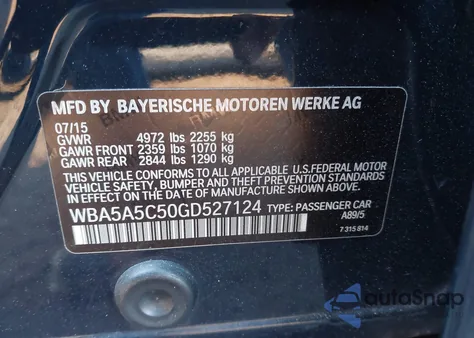 MFD BY BAYERISCHE MOTOREN WERKE AG
07/15
GVWR 4972 lbs 2255 kg
GAWR FRONT 2359 lbs 1070 kg
GAWR REAR 2844 lbs 1290 kg
THIS VEHICLE CONFORMS TO ALL APPLICABLE U.S. FEDERAL MOTOR
VEHICLE SAFETY, BUMPER AND THEFT PREVENTION STANDARDS
IN EFFECT ON THE DATE OF MANUFACTURE SHOWN ABOVE.
WBA5A5C50GD527124 TYPE: PASSENGER CAR
A89/5
7 315 814
autoSnap